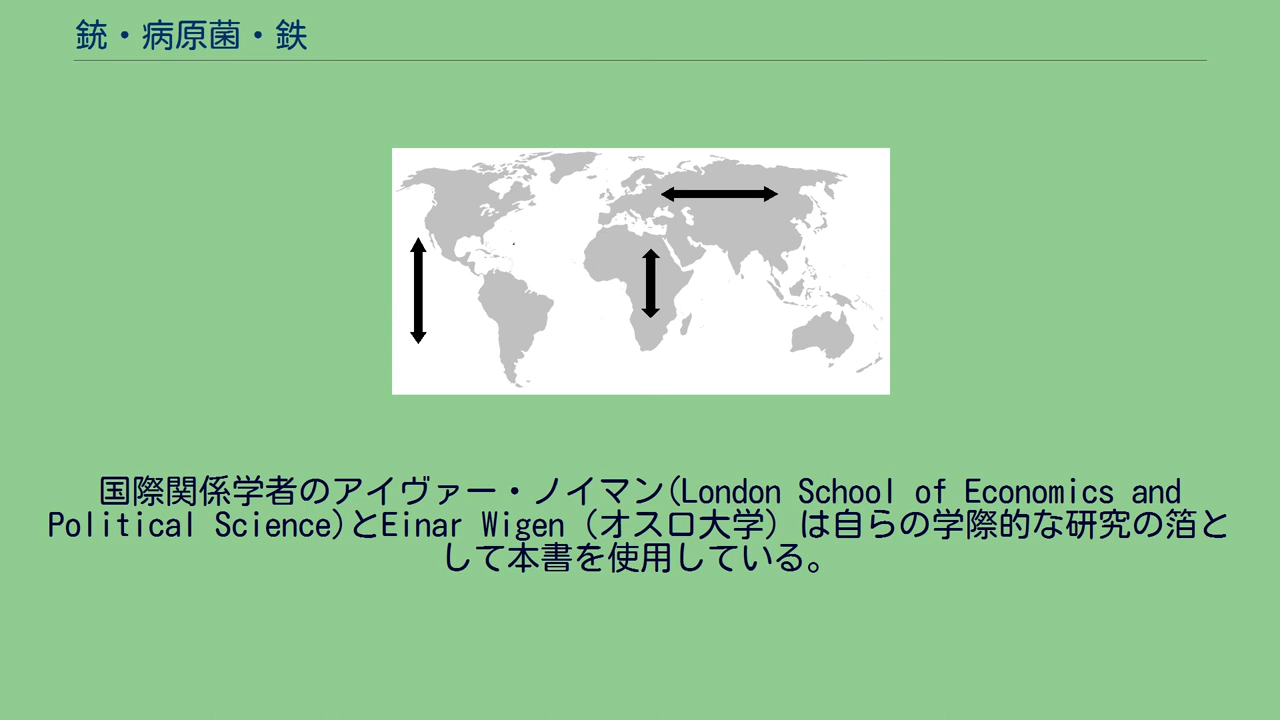 銃・病原菌・鉄
国際関係学者のアイヴァー・ノイマン(London School of Economics and
Political Science)とEinar Wigen (オスロ大学) は自らの学際的な研究の箔と
して本書を使用している。